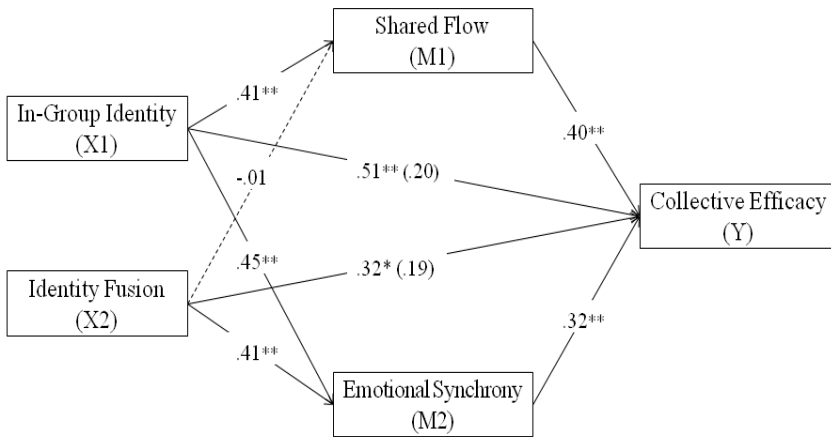 Shared Flow
(M1)
.41**
In-Group Identity
(X1)
.40**
-.01
.51** (.20)
Collective Efficacy
(Y)
.45**
.32* (.19)
Identity Fusion
(X2)
.41**
.32**
Emotional Synchrony
(M2)